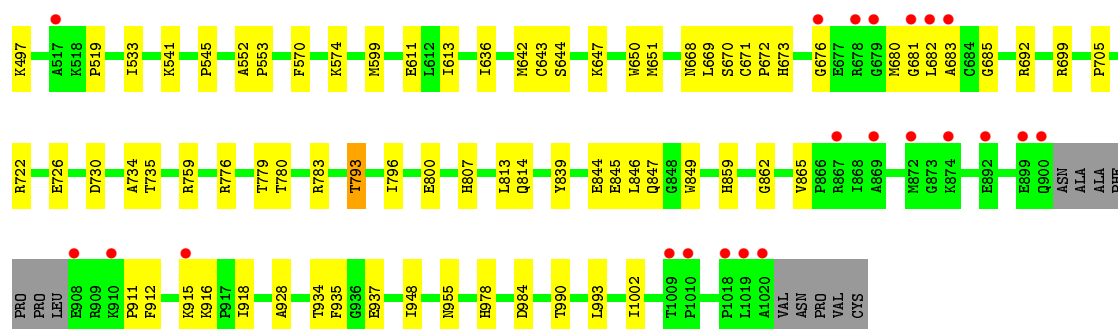 K497 A517 K518 P519 I533 K541 P545 A552 P553 F570 K574 M599 E611 L612 I613 I636 M642 C643 S644 K647 W650 M651 N668 L669 S670 C671 P672 H673 G676 E677 R678 G679 M680 G681 L682 A683 C684 G685 R692 R699 P705
R722 E726 D730 A734 T735 R759 R776 T779 T780 R783 T793 I796 E800 H807 L813 Q814 Y839 E844 E845 L846 Q847 G848 W849 H859 G862 V865 P866 R867 I868 A869 M872 G873 K874 E892 E899 Q900 ASN ALA ALA PHE
PRO PRO LEU E908 R909 K910 P911 F912 K915 K916 P917 I918 A928 T934 F935 G936 E937 I948 N955 H978 D984 T990 L993 I1002 T1009 P1010 P1018 L1019 A1020 VAL ASN PRO VAL CYS